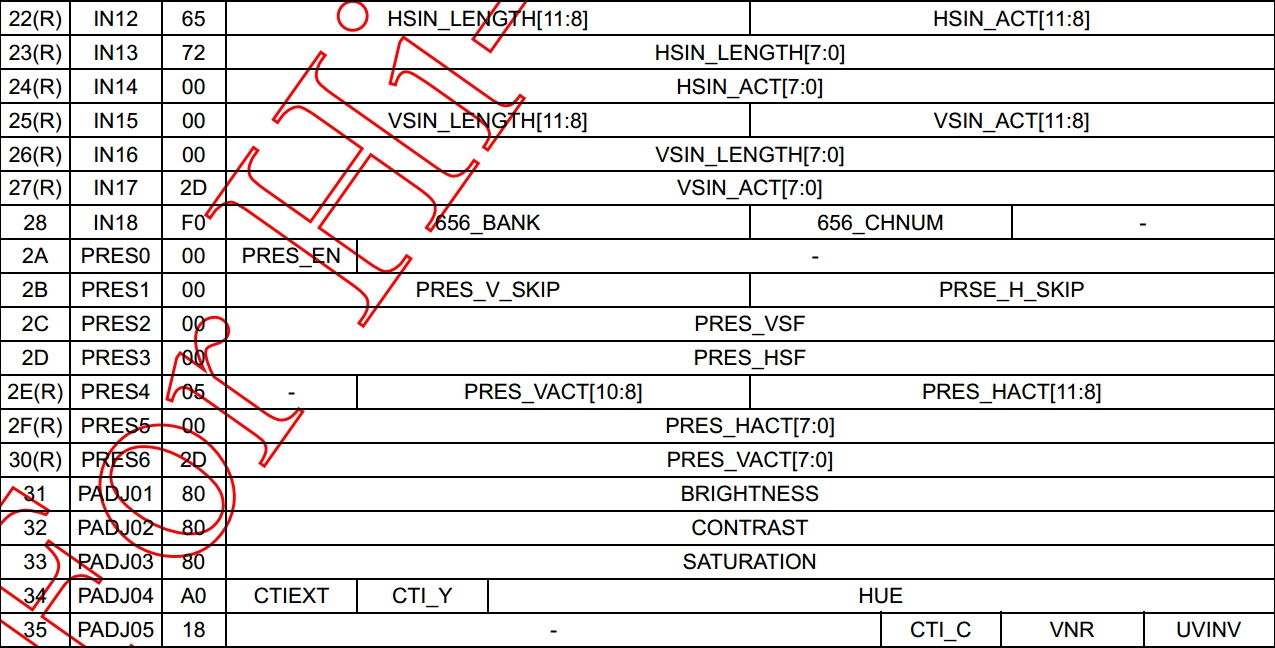 22(R) IN12 65 HSIN_LENGTH[11:8] HSIN_ACT[11:8]
23(R) IN13 72 HSIN_LENGTH[7:0]
24(R) IN14 00 HSIN_ACT[7:0]
25(R) IN15 00 VSIN_LENGTH[11:8] VSIN_ACT[11:8]
26(R) IN16 00 VSIN_LENGTH[7:0]
27(R) IN17 2D VSIN_ACT[7:0]
28 IN18 F0 656_BANK 656_CHNUM -
2A PRES0 00 PRES_EN -
2B PRES1 00 PRES_V_SKIP PRSE_H_SKIP
2C PRES2 00 PRES_VSF
2D PRES3 00 PRES_HSF
2E(R) PRES4 05 - PRES_VACT[10:8] PRES_HACT[11:8]
2F(R) PRES5 00 PRES_HACT[7:0]
30(R) PRES6 2D PRES_VACT[7:0]
31 PADJ01 80 BRIGHTNESS
32 PADJ02 80 CONTRAST
33 PADJ03 80 SATURATION
34 PADJ04 A0 CTIEXT CTI_Y HUE
35 PADJ05 18 - CTI_C VNR UVINV